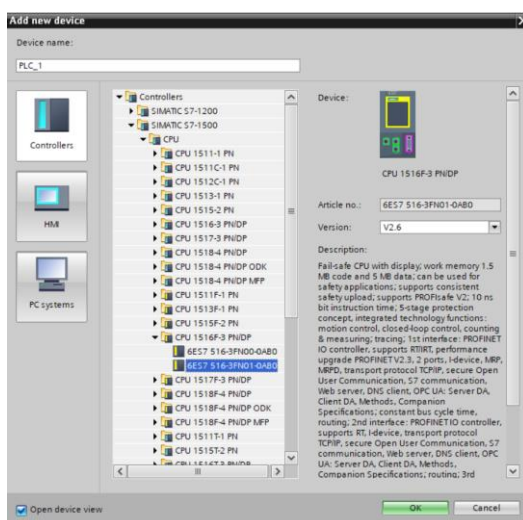 Add new device
Device name:
PLC_1
Controllers
HMI
PC systems
Controllers
SIMATIC S7-1200
SIMATIC S7-1500
CPU
CPU 1511-1 PN
CPU 1511C-1 PN
CPU 1512C-1 PN
CPU 1513-1 PN
CPU 1515-2 PN
CPU 1516-3 PN/DP
CPU 1517-3 PN/DP
CPU 1518-4 PN/DP
CPU 1518-4 PN/DP ODK
CPU 1518-4 PN/DP MFP
CPU 1511F-1 PN
CPU 1513F-1 PN
CPU 1515F-2 PN
CPU 1516F-3 PN/DP
6ES7 516-3FN00-0AB0
6ES7 516-3FN01-0AB0
CPU 1517F-3 PN/DP
CPU 1518F-4 PN/DP
CPU 1518F-4 PN/DP ODK
CPU 1518F-4 PN/DP MFP
CPU 1511T-1 PN
CPU 1515T-2 PN
CPU 1516T-3 PN/DP
Device:
CPU 1516F-3 PN/DP
Article no.: 6ES7 516-3FN01-0AB0
Version: V2.6
Description:
Fail-safe CPU with display; work memory 1.5
MB code and 5 MB data; can be used for
safety applications; supports consistent
safety upload; supports PROFIsafe V2; 10 ns
bit instruction time; 5-stage protection
concept, integrated technology functions:
motion control, closed-loop control, counting
& measuring; tracing; 1st interface: PROFINET
IO controller, supports RT/IRT, performance
upgrade PROFINET V2.3, 2 ports, I-device, MRP,
MRPD, transport protocol TCP/IP, secure Open
User Communication, S7 communication,
Web server, DNS client, OPC UA: Server DA,
Client DA, Methods, Companion
Specifications; constant bus cycle time,
routing; 2nd interface: PROFINET IO controller,
supports RT, I-device, transport protocol
TCP/IP, secure Open User Communication, S7
communication, Web server, DNS client, OPC
UA: Server DA, Client DA, Methods,
Companion Specifications; routing; 3rd
Open device view
OK
Cancel